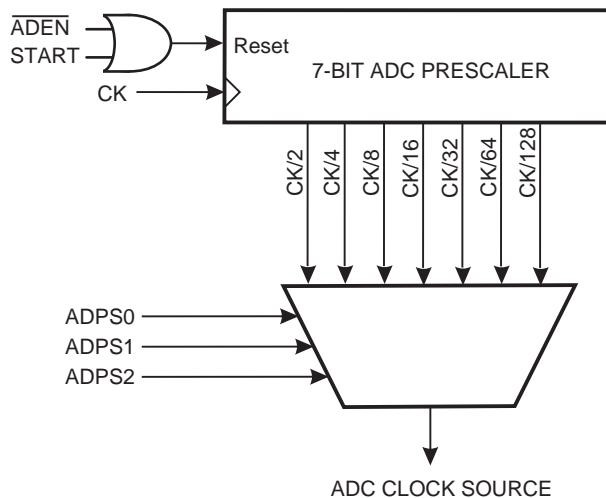 ADEN
START
Reset
7-BIT ADC PRESCALER
CK
CK/2
CK/4
CK/8
CK/16
CK/32
CK/64
CK/128
ADPS0
ADPS1
ADPS2
ADC CLOCK SOURCE